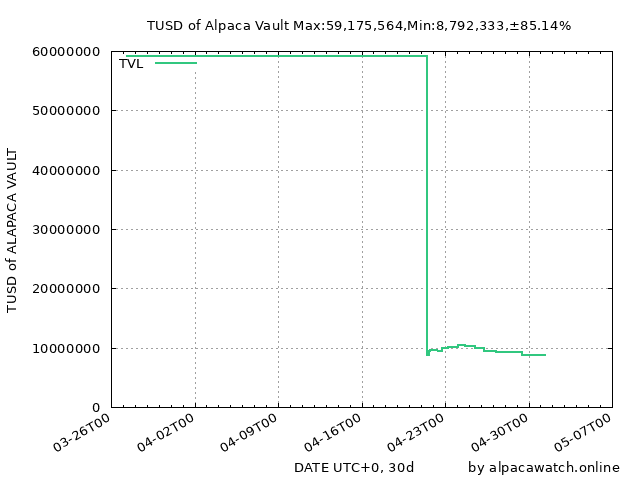 TUSD of Alpaca Vault Max:59,175,564,Min:8,792,333,±85.14%
TUSD of ALAPACA VAULT
60000000
50000000
40000000
30000000
20000000
10000000
0
TVL
03-26T00
04-02T00
04-09T00
04-16T00
04-23T00
04-30T00
05-07T00
DATE UTC+0, 30d
by alpacawatch.online